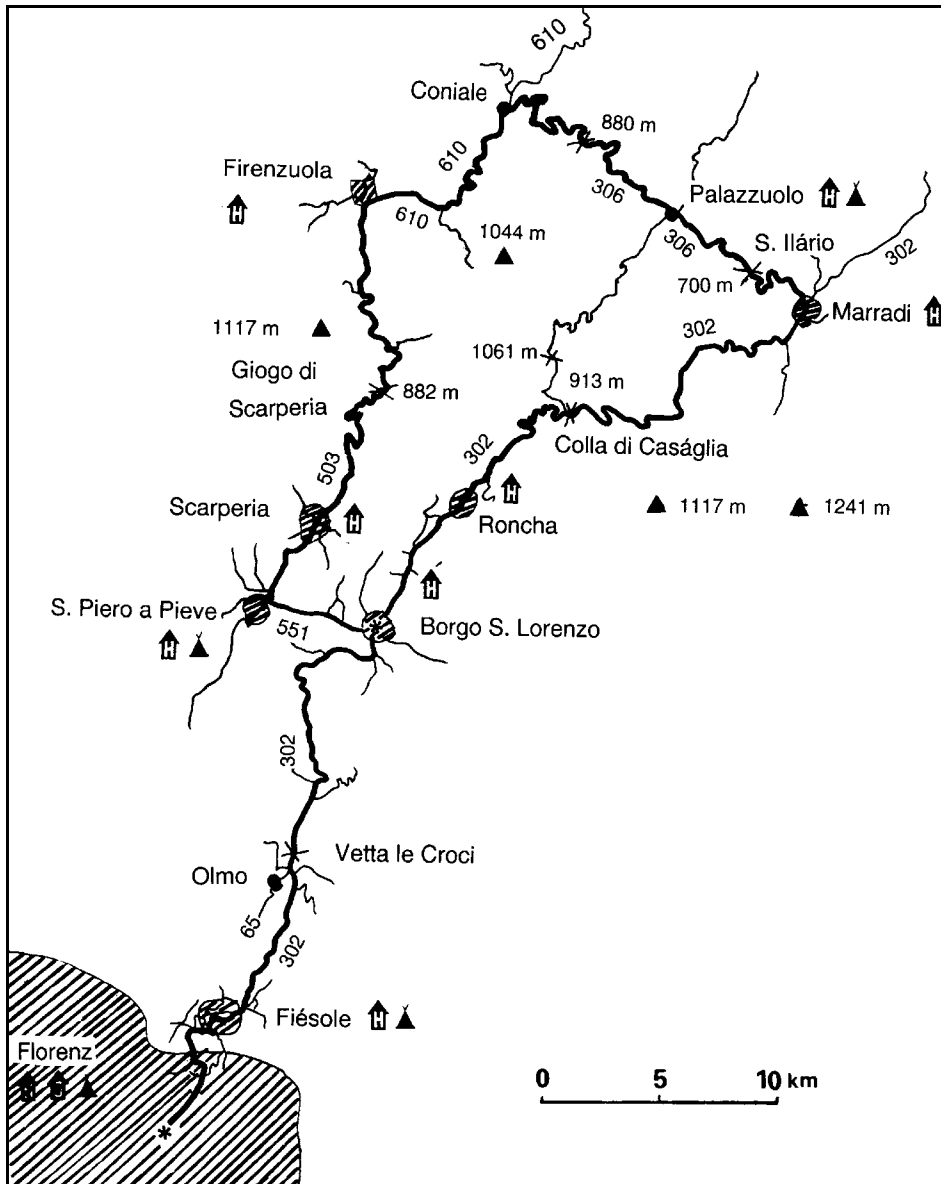 610
Coniale
880 m
610
Firenzuola
H
610
306
Palazzuolo
H
1044 m
306
S. Ilário
302
700 m
Marradi
H
1117 m
302
Giogo di
Scarperia
882 m
1061 m
913 m
Colla di Caságlia
302
503
Scarperia
H
H
Roncha
1117 m
1241 m
H
S. Piero a Pieve
H
551
Borgo S. Lorenzo
302
Vetta le Croci
Olmo
65
302
Fiésole
H
Florenz
0 5 10 km